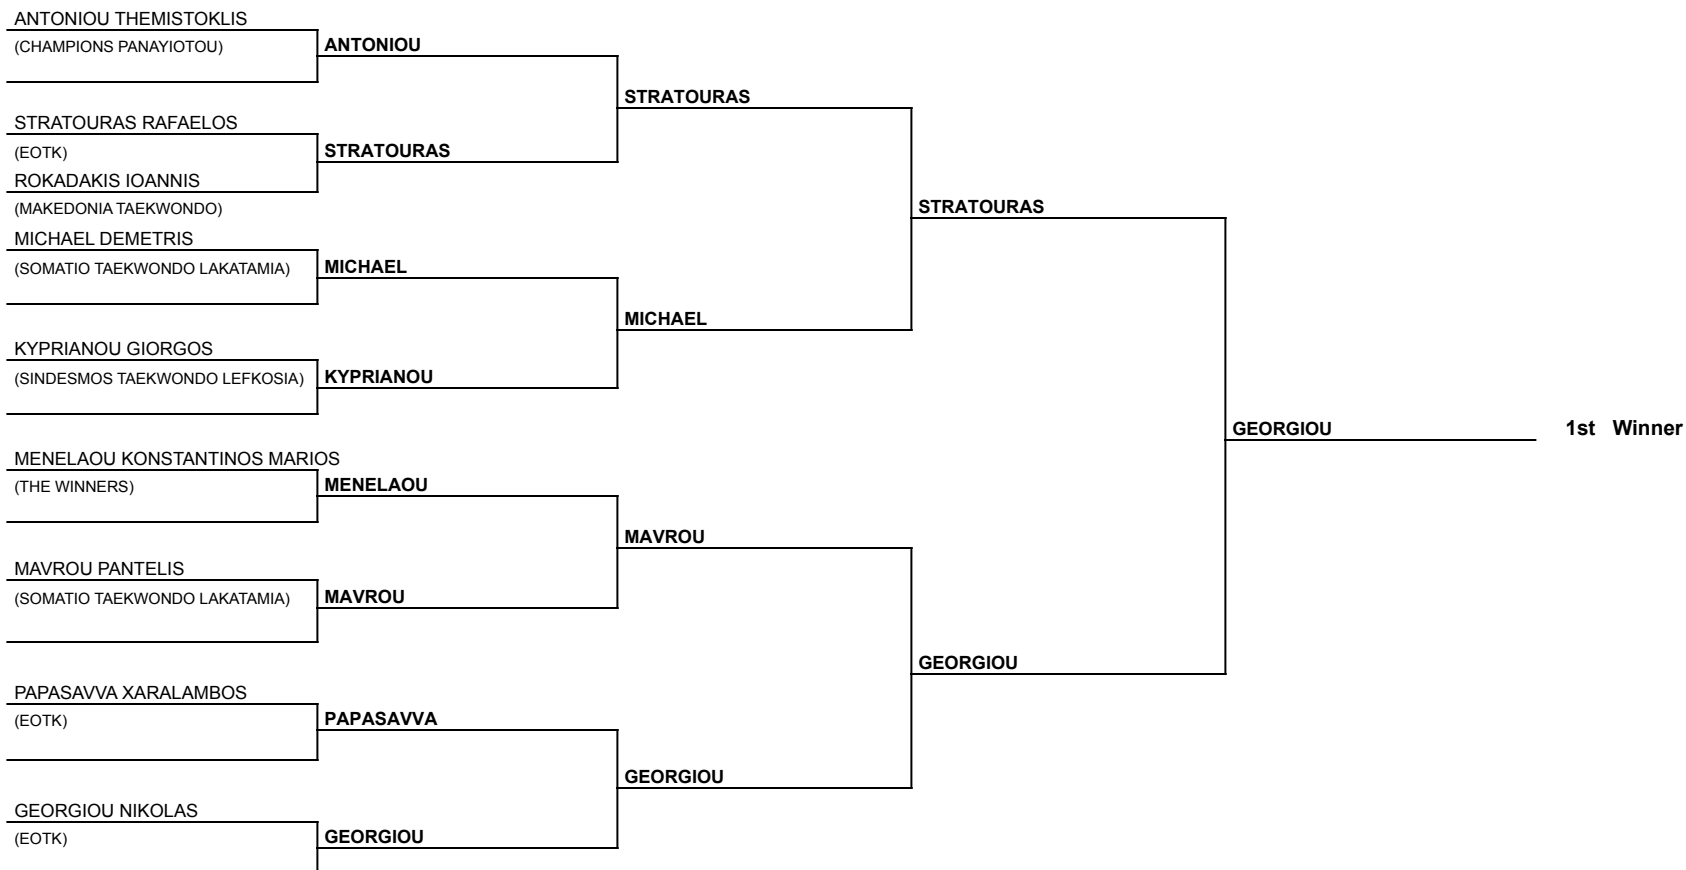 ANTONIOU THEMISTOKLIS
(CHAMPIONS PANAYIOTOU)
ANTONIOU
STRATOURAS
STRATOURAS RAFAELOS
(EOTK)
STRATOURAS
ROKADAKIS IOANNIS
(MAKEDONIA TAEKWONDO)
STRATOURAS
MICHAEL DEMETRIS
(SOMATIO TAEKWONDO LAKATAMIA)
MICHAEL
MICHAEL
KYPRIANOU GIORGOS
(SINDESMOS TAEKWONDO LEFKOSIA)
KYPRIANOU
GEORGIOU
1st Winner
MENELAOU KONSTANTINOS MARIOS
(THE WINNERS)
MENELAOU
MAVROU
MAVROU PANTELIS
(SOMATIO TAEKWONDO LAKATAMIA)
MAVROU
GEORGIOU
PAPASAVVA XARALAMBOS
(EOTK)
PAPASAVVA
GEORGIOU
GEORGIOU NIKOLAS
(EOTK)
GEORGIOU